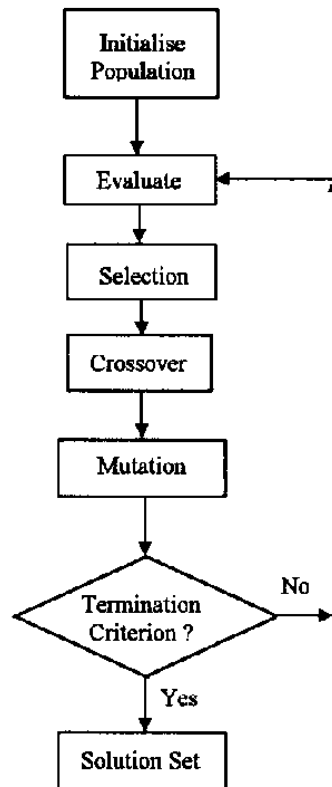 Initialise
Population
Evaluate
Selection
Crossover
Mutation
Termination
Criterion ?
No
Yes
Solution Set